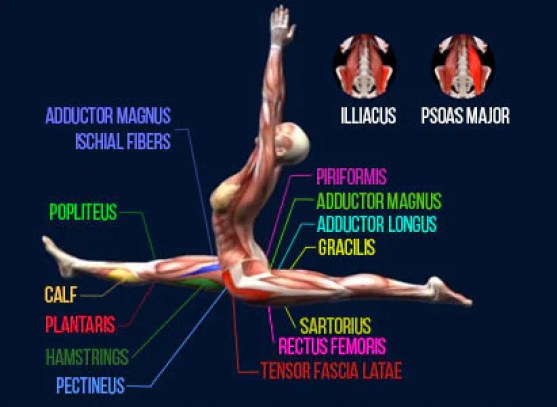 ILLIACUS
PSOAS MAJOR
ADDUCTOR MAGNUS
ISCHIAL FIBERS
PIRIFORMIS
ADDUCTOR MAGNUS
POPLITEUS
ADDUCTOR LONGUS
GRACILIS
CALF
PLANTARIS
SARTORIUS
RECTUS FEMORIS
HAMSTRINGS
TENSOR FASCIA LATAE
PECTINEUS